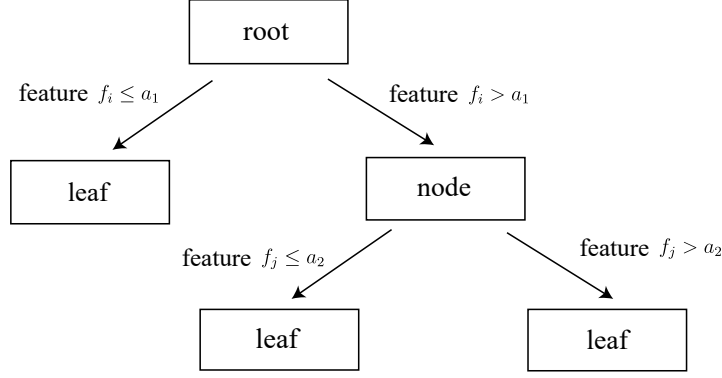 root
feature f_i ≤ a_1
feature f_i > a_1
leaf
node
feature f_j ≤ a_2
feature f_j > a_2
leaf
leaf